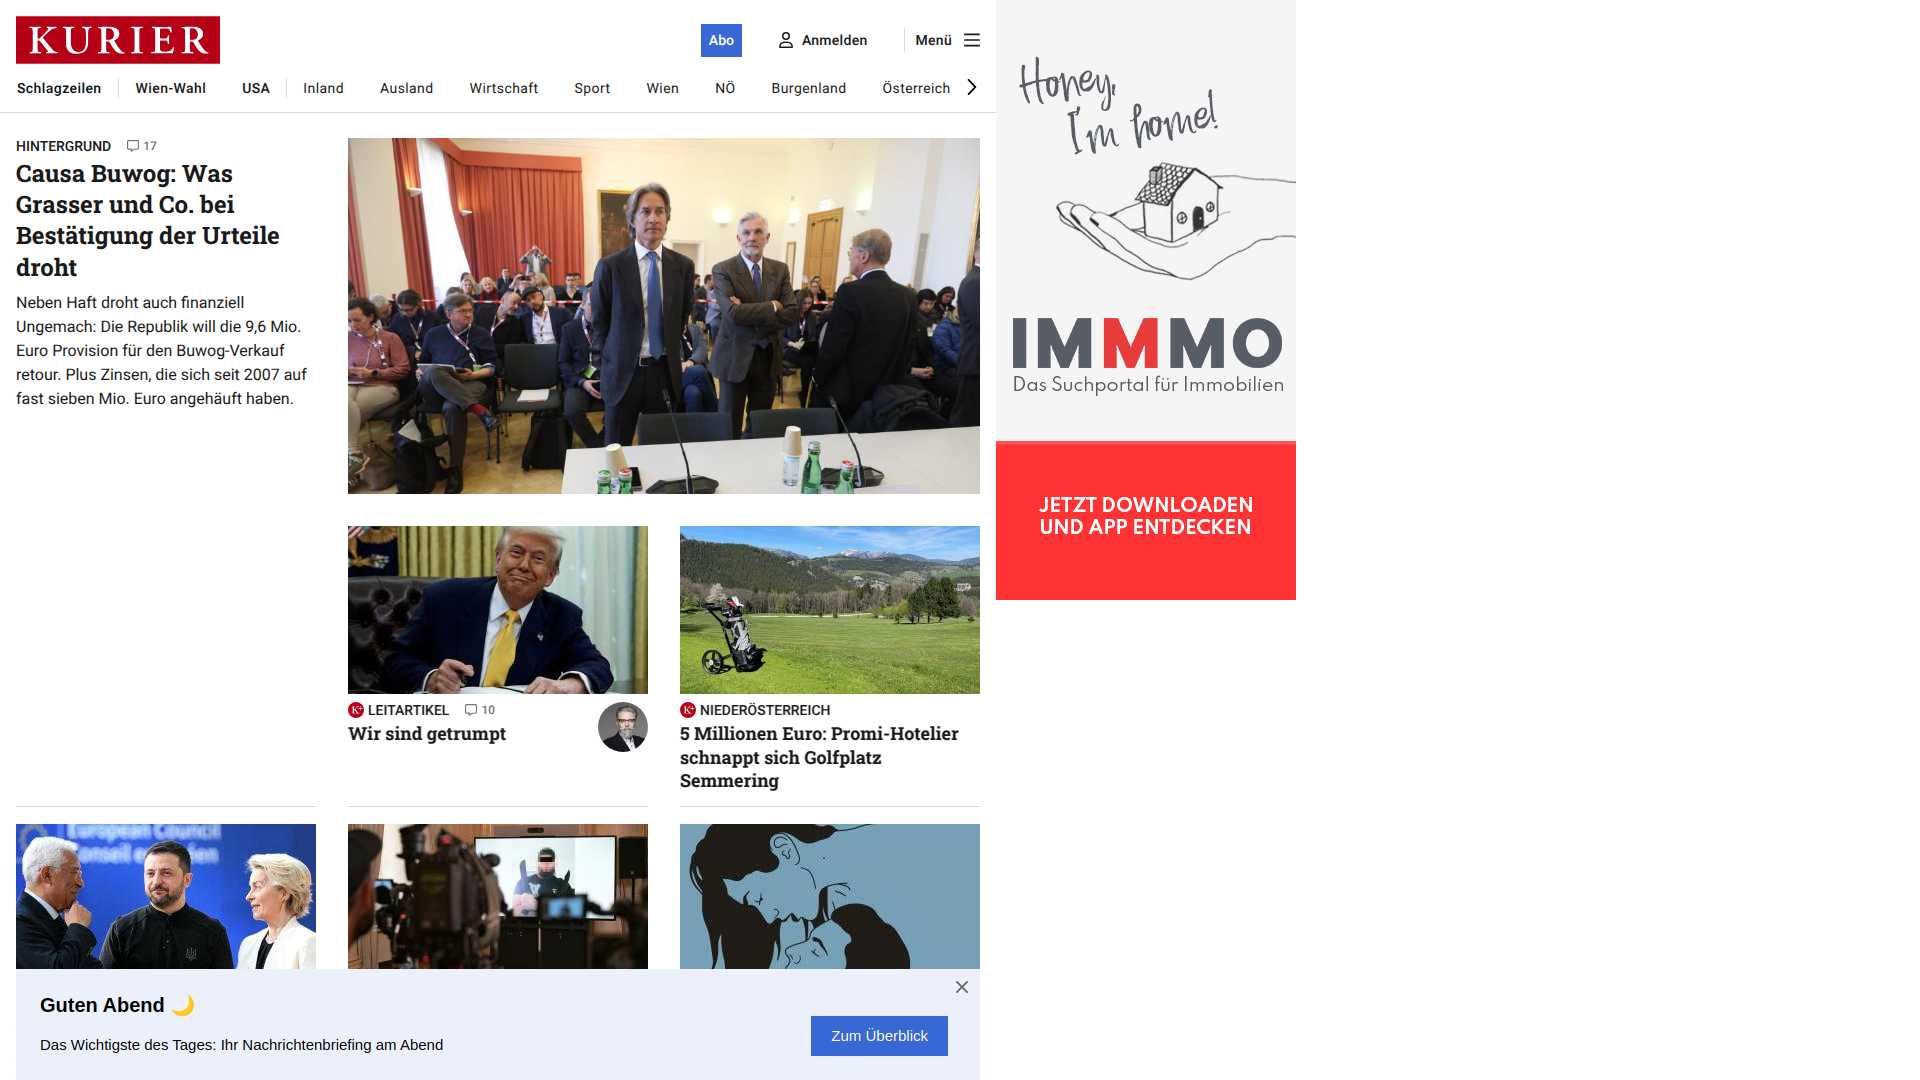 KURIER
Abo
Anmelden
Menü
Schlagzeilen
Wien-Wahl
USA
Inland
Ausland
Wirtschaft
Sport
Wien
NÖ
Burgenland
Österreich
HINTERGRUND
17
Causa Buwog: Was
Grasser und Co. bei
Bestätigung der Urteile
droht
Neben Haft droht auch finanziell
Ungemach: Die Republik will die 9,6 Mio.
Euro Provision für den Buwog-Verkauf
retour. Plus Zinsen, die sich seit 2007 auf
fast sieben Mio. Euro angehäuft haben.
K+ LEITARTIKEL
10
Wir sind getrumpt
K+ NIEDERÖSTERREICH
5 Millionen Euro: Promi-Hotelier
schnappt sich Golfplatz
Semmering
European Council
Guten Abend 🌙
Das Wichtigste des Tages: Ihr Nachrichtenbriefing am Abend
Zum Überblick
Honey,
I'm home!
IMMMO
Das Suchportal für Immobilien
JETZT DOWNLOADEN
UND APP ENTDECKEN